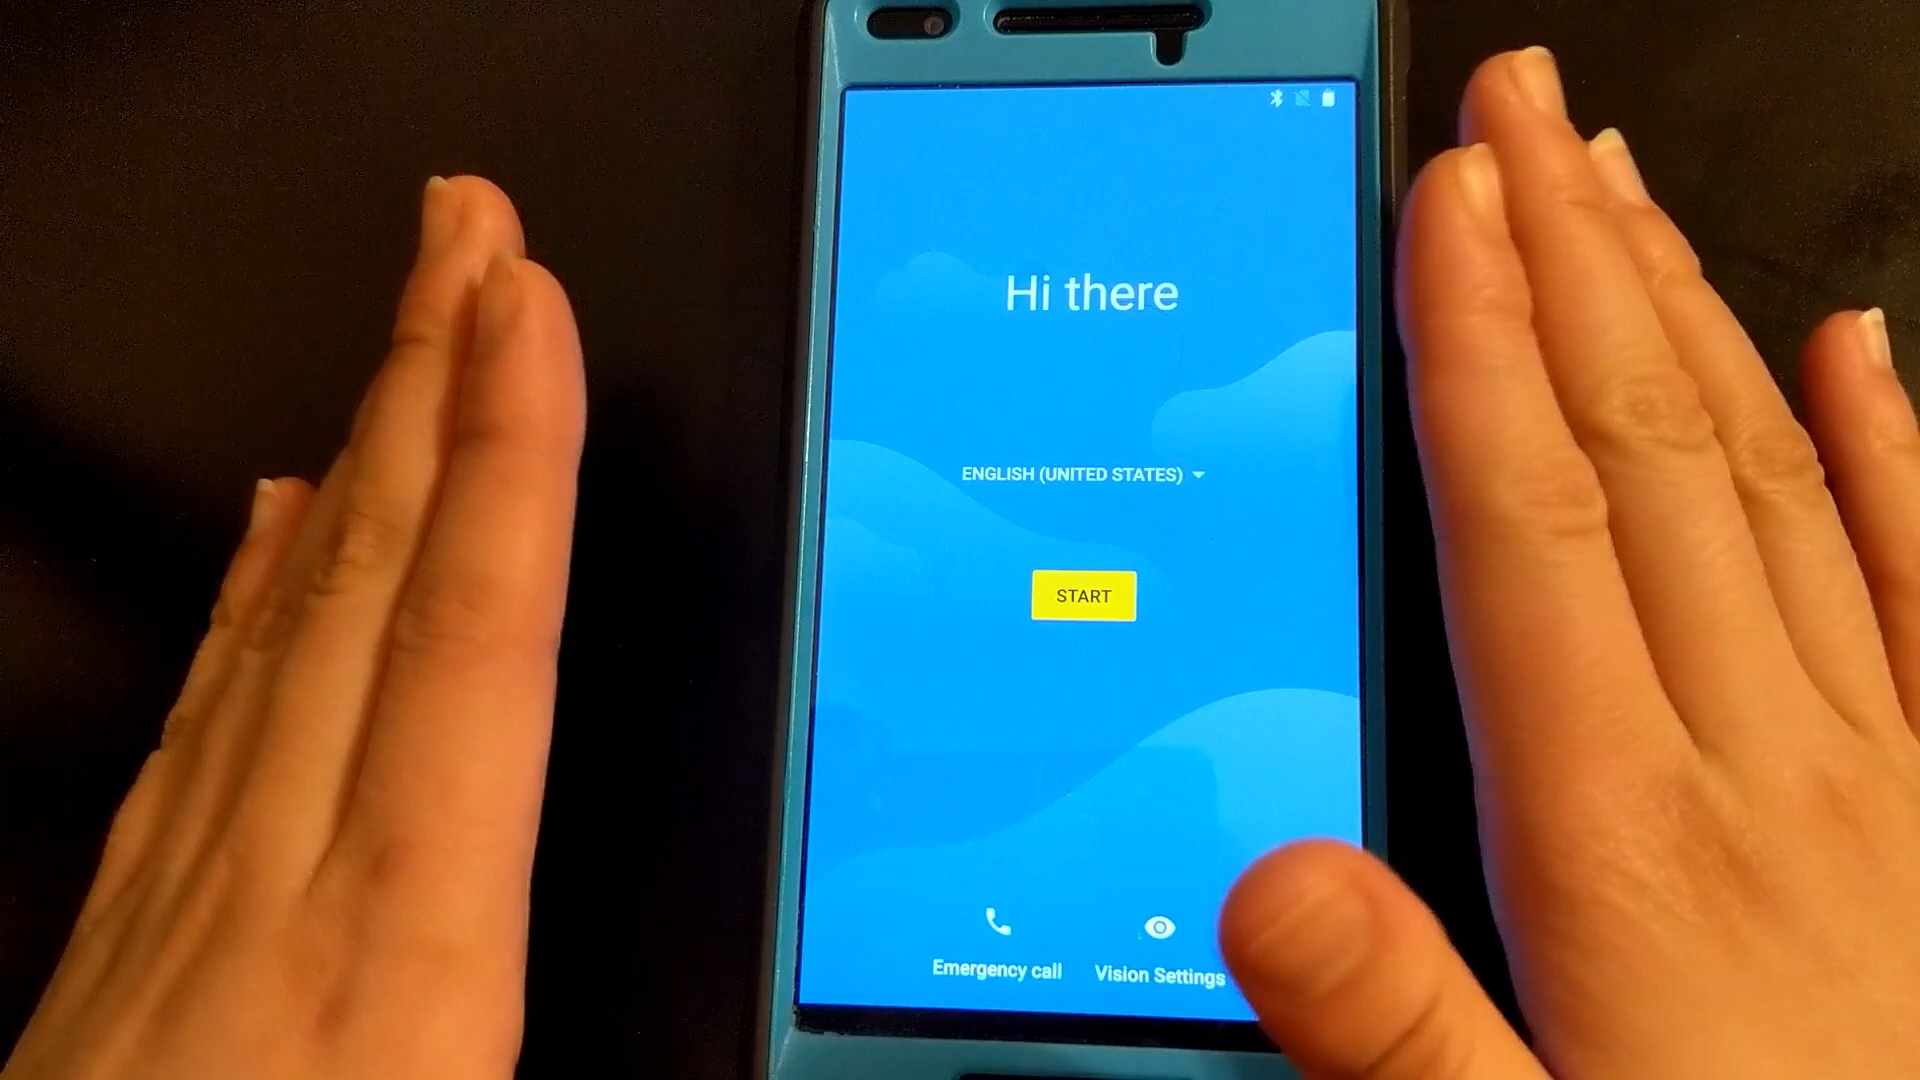 Hi there
ENGLISH (UNITED STATES)
START
Emergency call
Vision Settings